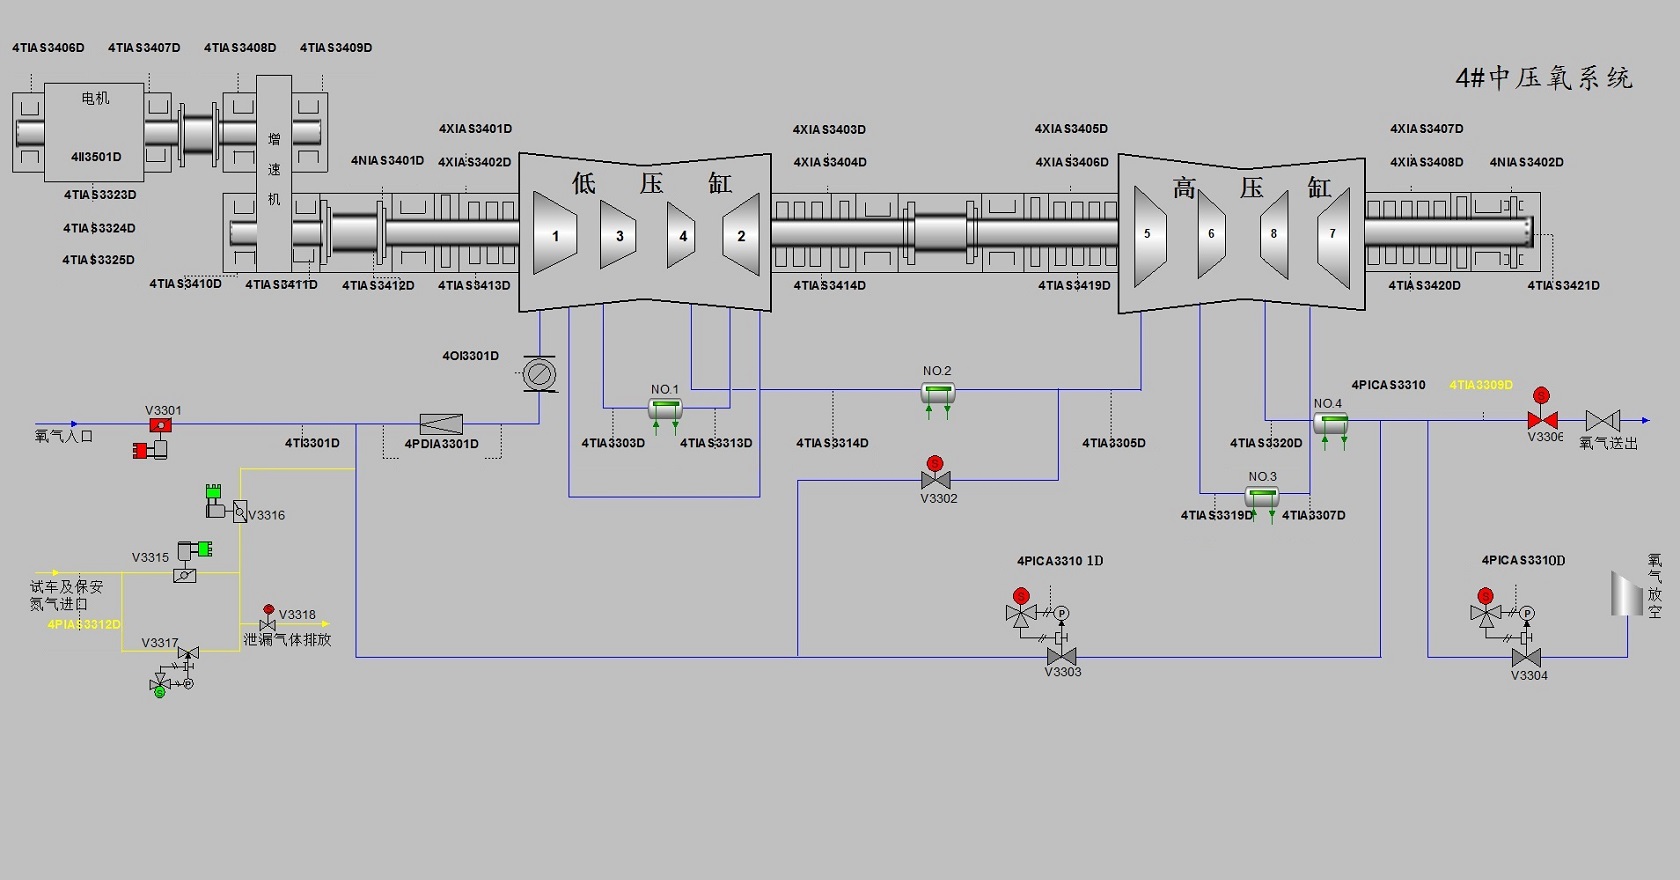 4TIAS3406D 4TIAS3407D 4TIAS3408D 4TIAS3409D
4#中压氧系统
电机
4II3501D
增速机
4TIAS3323D
4TIAS3324D
4TIAS3325D
4TIAS3410D 4TIAS3411D 4TIAS3412D 4TIAS3413D
4NIAS3401D
4XIAS3401D
4XIAS3402D
低压缸
1 3 4 2
4XIAS3403D
4XIAS3404D
4TIAS3414D
4XIAS3405D
4XIAS3406D
4TIAS3419D
高压缸
5 6 8 7
4XIAS3407D
4XIAS3408D 4NIAS3402D
4TIAS3420D 4TIAS3421D
4OI3301D
NO.1
NO.2
4PICAS3310 4TIA3309D
NO.4
V3301
氧气入口
4TI3301D 4PDIA3301D
4TIA3303D 4TIAS3313D 4TIAS3314D 4TIA3305D 4TIAS3320D
V3306 氧气送出
S
S
V3302
NO.3
4TIAS3319D 4TIA3307D
V3316
V3315
试车及保安
氮气进口
4PIAS3312D
V3318
泄漏气体排放
V3317
P
S
4PICA3310 1D
S
P
V3303
4PICAS3310D
S
P
V3304
氧气放空